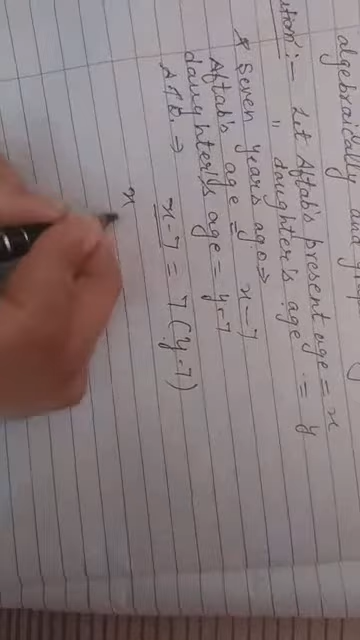 algebraically and
ution :- Let Aftab's present age = x
" daughter's age = y
* Seven years ago ⇒ x-7
Aftab's age =
daughter's age = y-7
ATQ ⇒
x-7 = 7(y-7)
x